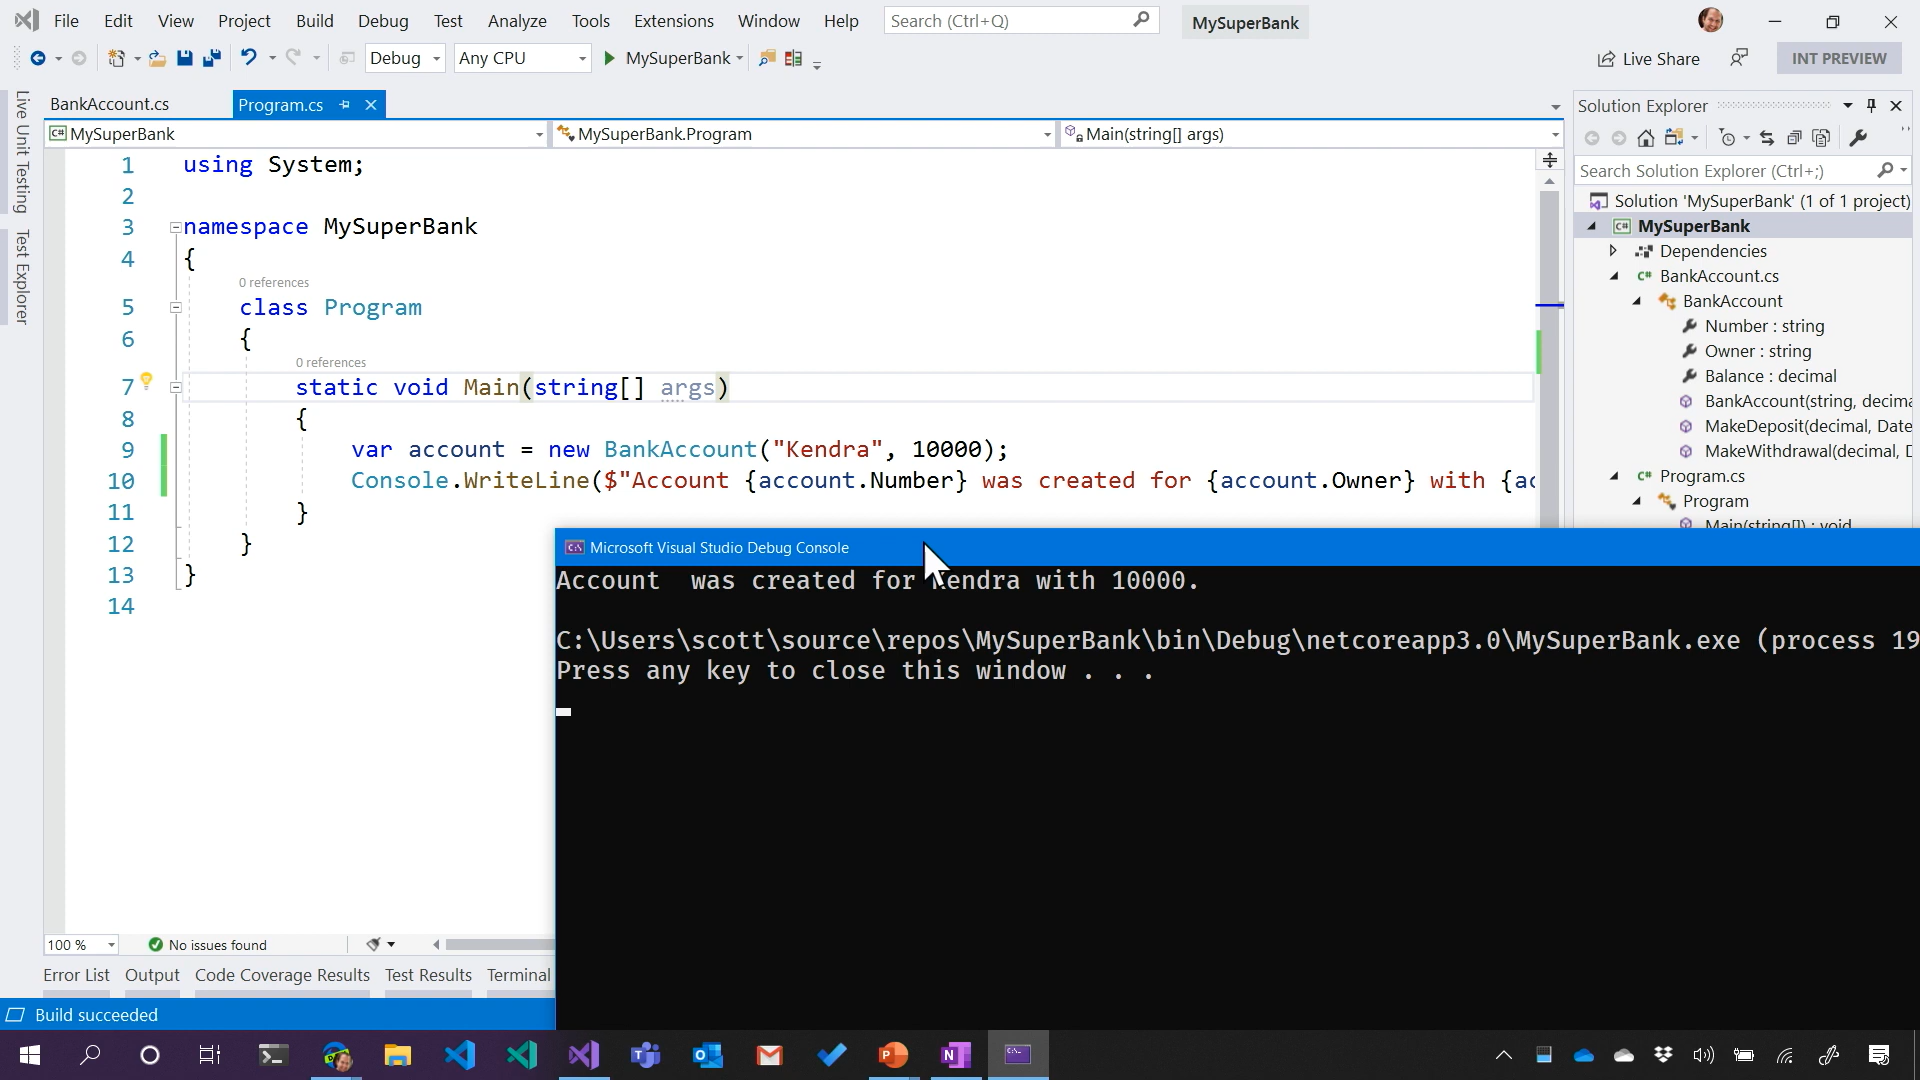 File Edit View Project Build Debug Test Analyze Tools Extensions Window Help Search (Ctrl+Q) MySuperBank
Debug Any CPU MySuperBank Live Share INT PREVIEW
Live Unit Testing
Test Explorer
BankAccount.cs Program.cs
MySuperBank MySuperBank.Program Main(string[] args)
1 using System;
2
3 namespace MySuperBank
4 {
0 references
5 class Program
6 {
0 references
7 static void Main(string[] args)
8 {
9 var account = new BankAccount("Kendra", 10000);
10 Console.WriteLine($"Account {account.Number} was created for {account.Owner} with {ac
11 }
12 }
13 }
14
Solution Explorer
Search Solution Explorer (Ctrl+;)
Solution 'MySuperBank' (1 of 1 project)
C# MySuperBank
Dependencies
C# BankAccount.cs
BankAccount
Number : string
Owner : string
Balance : decimal
BankAccount(string, decima
MakeDeposit(decimal, Date
MakeWithdrawal(decimal, D
C# Program.cs
Program
Main(string[]) : void
Microsoft Visual Studio Debug Console
Account  was created for Kendra with 10000.
C:\Users\scott\source\repos\MySuperBank\bin\Debug\netcoreapp3.0\MySuperBank.exe (process 19
Press any key to close this window . . .
100 % No issues found
Error List Output Code Coverage Results Test Results Terminal
Build succeeded